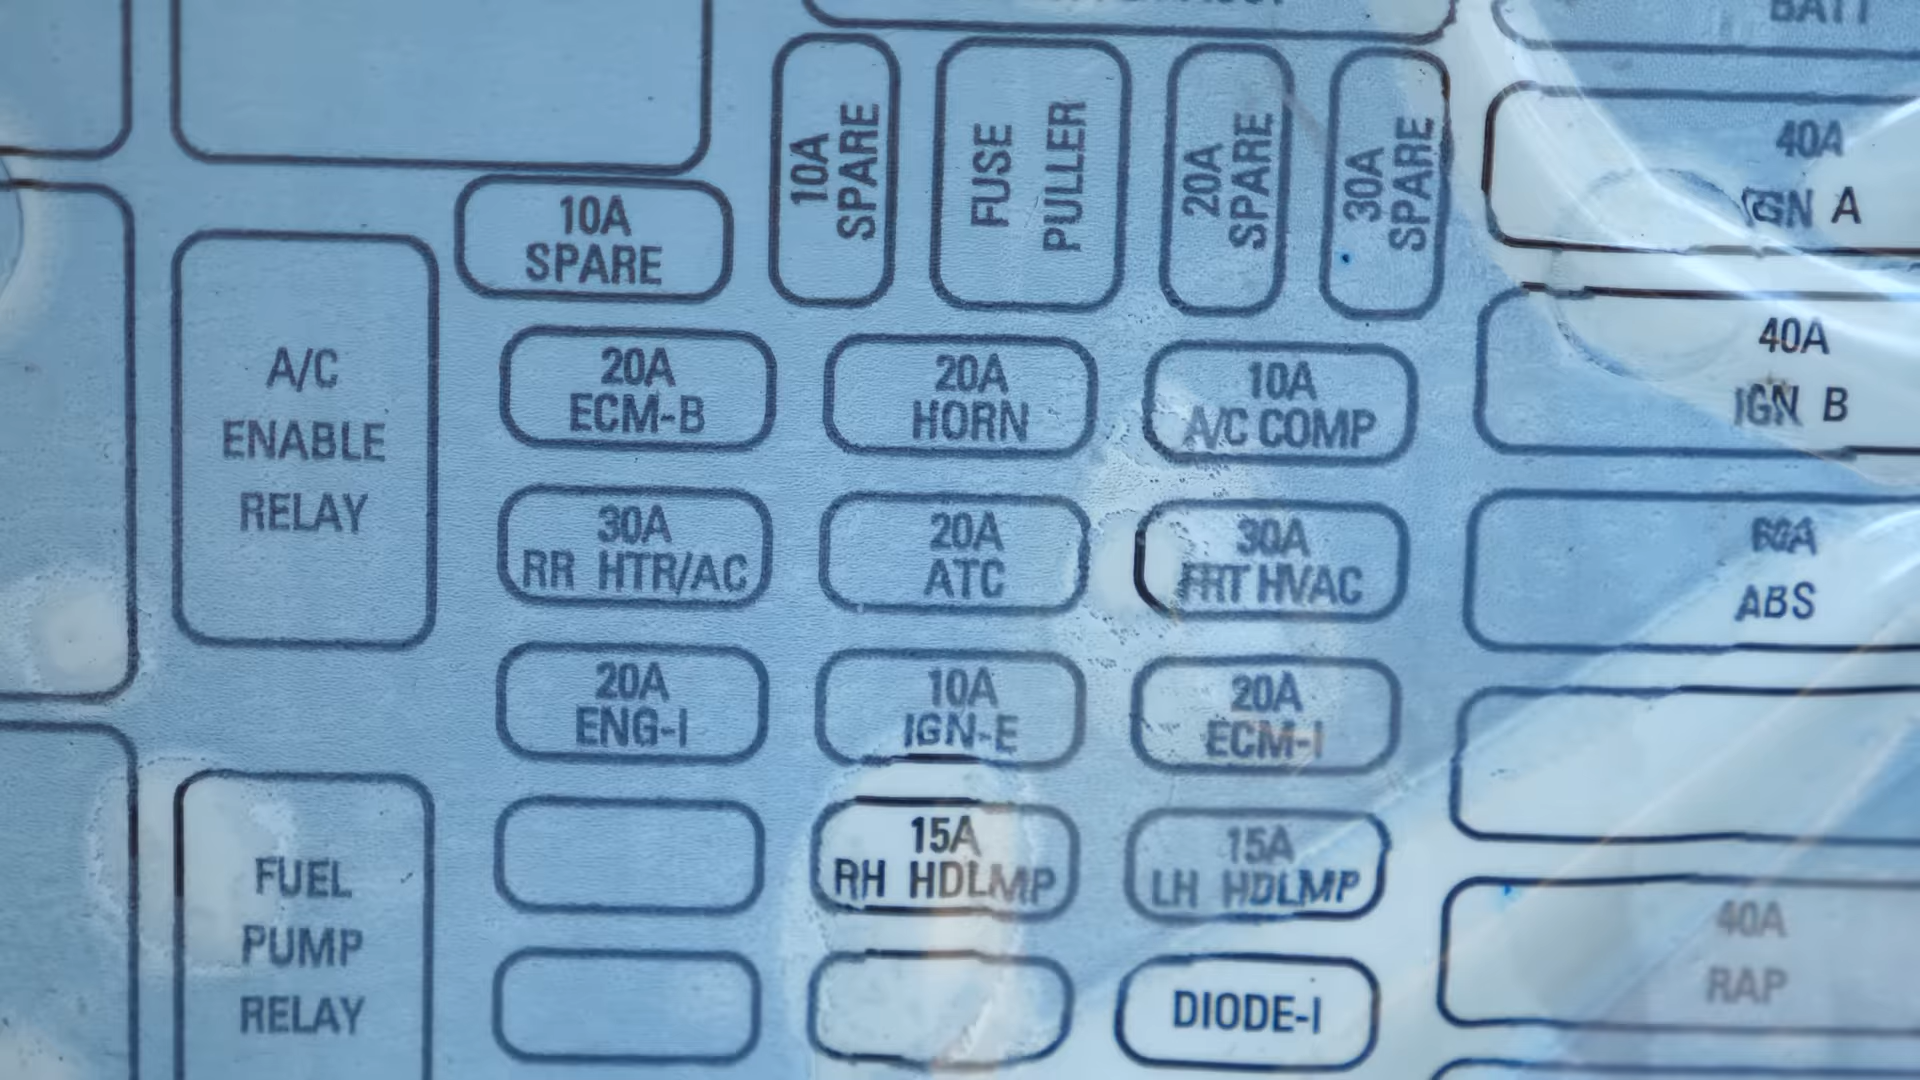 BATT
10A
SPARE
FUSE
PULLER
20A
SPARE
30A
SPARE
40A
IGN A
10A
SPARE
A/C
ENABLE
RELAY
20A
ECM-B
20A
HORN
10A
A/C COMP
40A
IGN B
30A
RR HTR/AC
20A
ATC
30A
FRT HVAC
60A
ABS
20A
ENG-I
10A
IGN-E
20A
ECM-I
FUEL
PUMP
RELAY
15A
RH HDLMP
15A
LH HDLMP
40A
RAP
DIODE-I